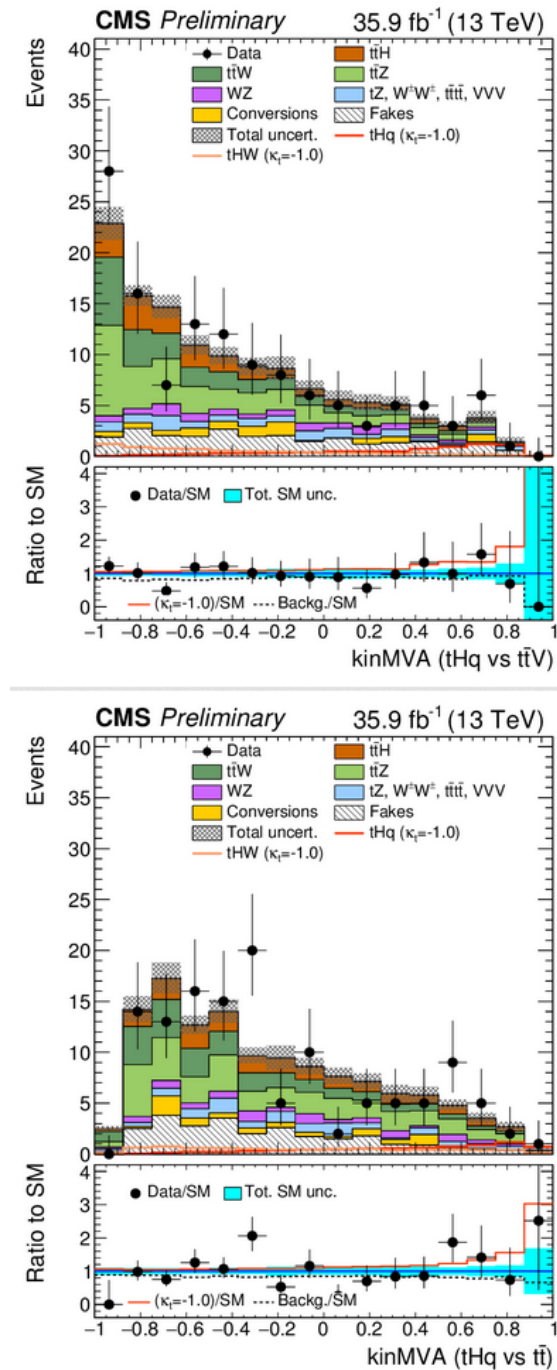 CMS Preliminary 35.9 fb⁻¹ (13 TeV)
Events
40
35
30
25
20
15
10
5
0
Data
tt̄H
tt̄W
tt̄Z
WZ
tZ, W±W±, tt̄tt̄, VVV
Conversions
Fakes
Total uncert.
tHq (κₜ=-1.0)
tHW (κₜ=-1.0)
Ratio to SM
4
3
2
1
0
Data/SM
Tot. SM unc.
(κₜ=-1.0)/SM
Backg./SM
-1 -0.8 -0.6 -0.4 -0.2 0 0.2 0.4 0.6 0.8 1
kinMVA (tHq vs tt̄V)
CMS Preliminary 35.9 fb⁻¹ (13 TeV)
Events
40
35
30
25
20
15
10
5
0
Data
tt̄H
tt̄W
tt̄Z
WZ
tZ, W±W±, tt̄tt̄, VVV
Conversions
Fakes
Total uncert.
tHq (κₜ=-1.0)
tHW (κₜ=-1.0)
Ratio to SM
4
3
2
1
0
Data/SM
Tot. SM unc.
(κₜ=-1.0)/SM
Backg./SM
-1 -0.8 -0.6 -0.4 -0.2 0 0.2 0.4 0.6 0.8 1
kinMVA (tHq vs tt̄)